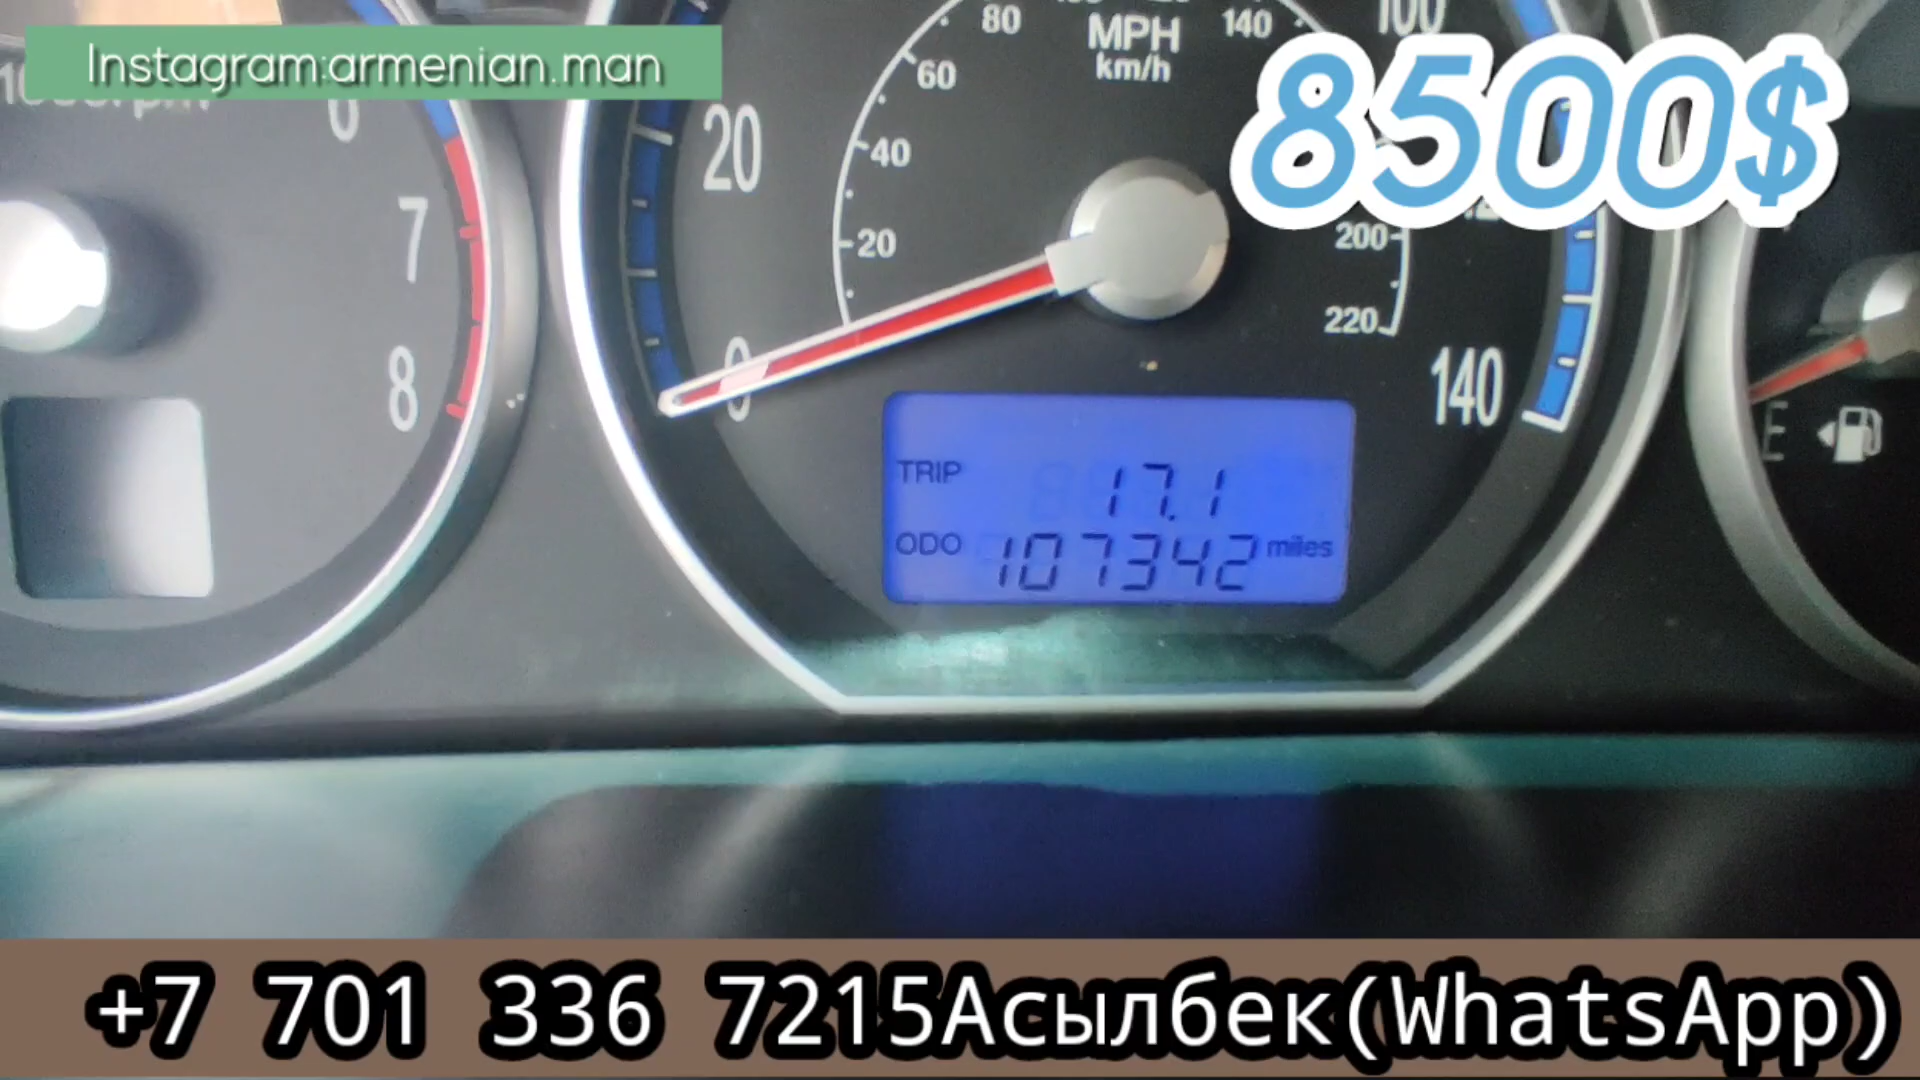 Instagram:armenian.man
8500$
6
7
8
80
MPH
140
100
km/h
60
20
40
20
200
220
0
140
TRIP 17.1
ODO 107342 miles
E
+7 701 336 7215Асылбек(WhatsApp)